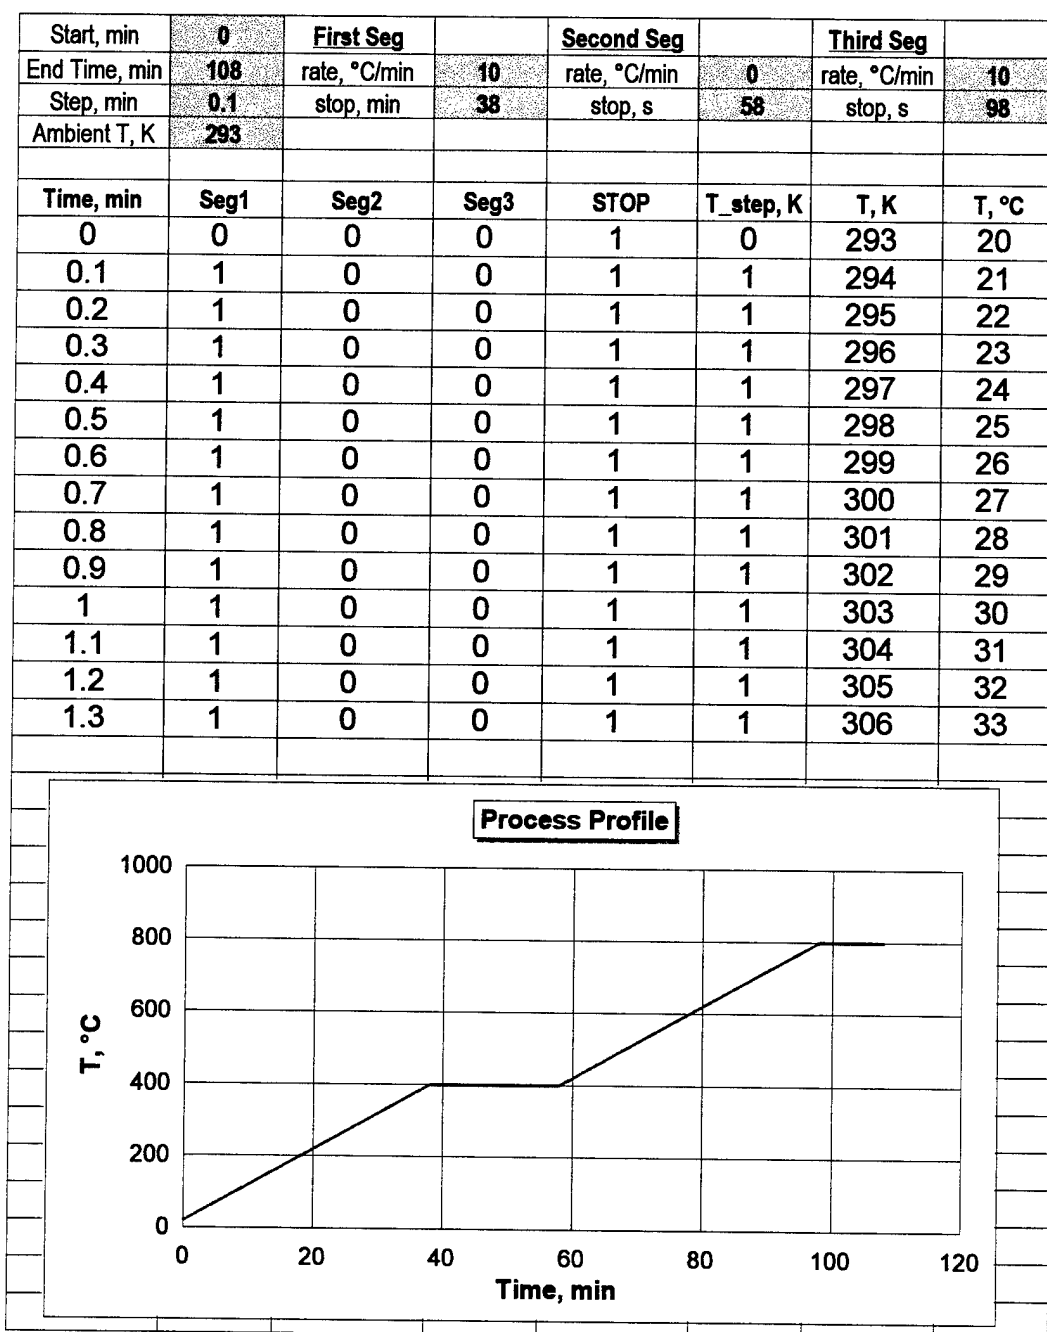 Start, min 0 First Seg Second Seg Third Seg
End Time, min 108 rate, °C/min 10 rate, °C/min 0 rate, °C/min 10
Step, min 0.1 stop, min 38 stop, s 58 stop, s 98
Ambient T, K 293
Time, min Seg1 Seg2 Seg3 STOP T_step, K T, K T, °C
0 0 0 0 1 0 293 20
0.1 1 0 0 1 1 294 21
0.2 1 0 0 1 1 295 22
0.3 1 0 0 1 1 296 23
0.4 1 0 0 1 1 297 24
0.5 1 0 0 1 1 298 25
0.6 1 0 0 1 1 299 26
0.7 1 0 0 1 1 300 27
0.8 1 0 0 1 1 301 28
0.9 1 0 0 1 1 302 29
1 1 0 0 1 1 303 30
1.1 1 0 0 1 1 304 31
1.2 1 0 0 1 1 305 32
1.3 1 0 0 1 1 306 33
Process Profile
1000
800
600
400
200
0
T, °C
0 20 40 60 80 100 120
Time, min